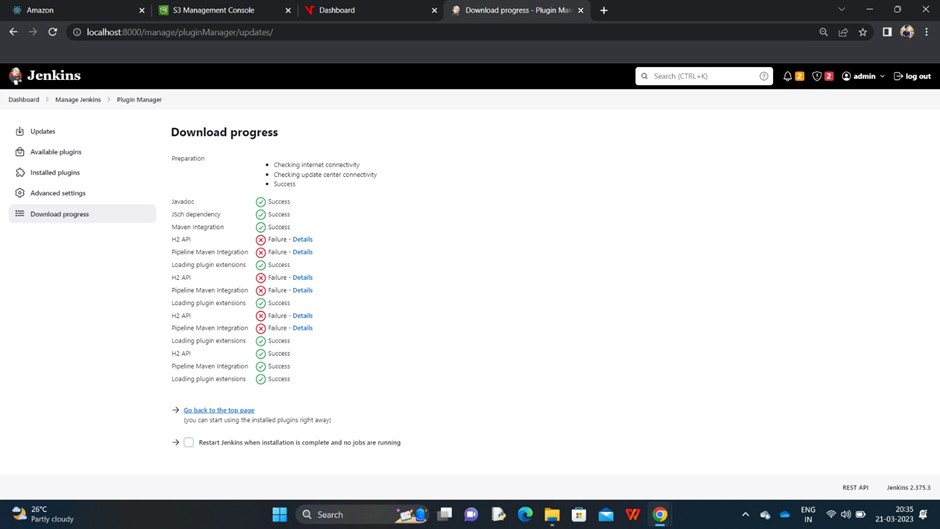 Amazon
S3 Management Console
Dashboard
Download progress - Plugin Man
localhost:8000/manage/pluginManager/updates/
Jenkins
Search (CTRL+K)
2
2
admin
log out
Dashboard
Manage Jenkins
Plugin Manager
Updates
Available plugins
Installed plugins
Advanced settings
Download progress
Download progress
Preparation
Checking internet connectivity
Checking update center connectivity
Success
Javadoc Success
JSch dependency Success
Maven Integration Success
H2 API Failure - Details
Pipeline Maven Integration Failure - Details
Loading plugin extensions Success
H2 API Failure - Details
Pipeline Maven Integration Failure - Details
Loading plugin extensions Success
H2 API Failure - Details
Pipeline Maven Integration Failure - Details
Loading plugin extensions Success
H2 API Success
Pipeline Maven Integration Success
Loading plugin extensions Success
Go back to the top page
(you can start using the installed plugins right away)
Restart Jenkins when installation is complete and no jobs are running
REST API
Jenkins 2.375.3
26°C
Partly cloudy
Search
ENG
IN
20:35
21-03-2023